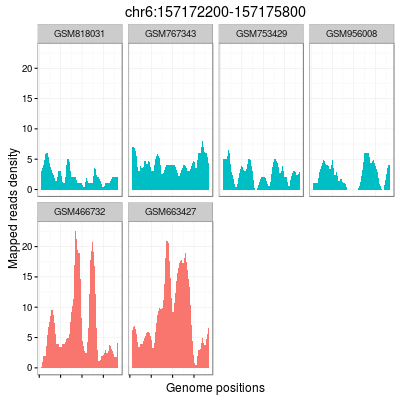 chr6:157172200-157175800
GSM818031 GSM767343 GSM753429 GSM956008
20
15
10
5
0
GSM466732 GSM663427
20
15
10
5
0
Mapped reads density
Genome positions